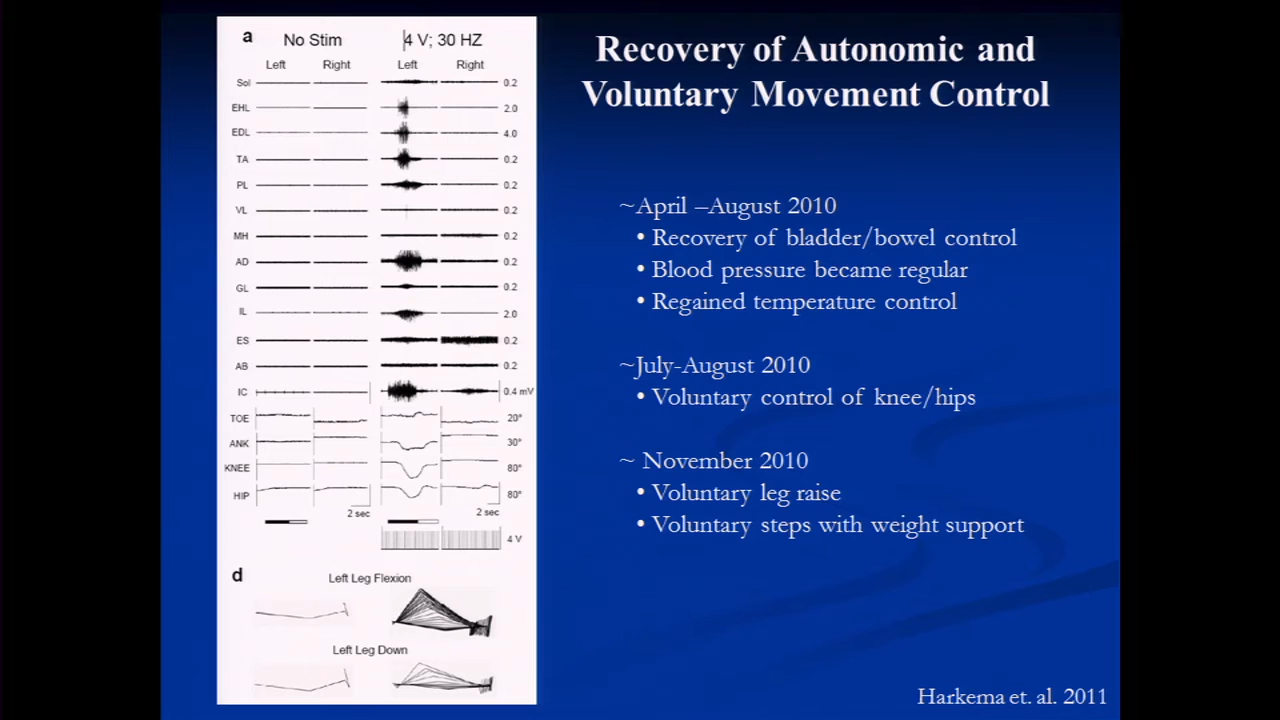 a
No Stim 4 V; 30 HZ
Left Right Left Right
Sol 0.2
EHL 2.0
EDL 4.0
TA 0.2
PL 0.2
VL 0.2
MH 0.2
AD 0.2
GL 0.2
IL 2.0
ES 0.2
AB 0.2
IC 0.4 mV
TOE 20°
ANK 30°
KNEE 80°
HIP 80°
2 sec 2 sec
4 V
d
Left Leg Flexion
Left Leg Down
Recovery of Autonomic and
Voluntary Movement Control
~April –August 2010
• Recovery of bladder/bowel control
• Blood pressure became regular
• Regained temperature control
~July-August 2010
• Voluntary control of knee/hips
~ November 2010
• Voluntary leg raise
• Voluntary steps with weight support
Harkema et. al. 2011